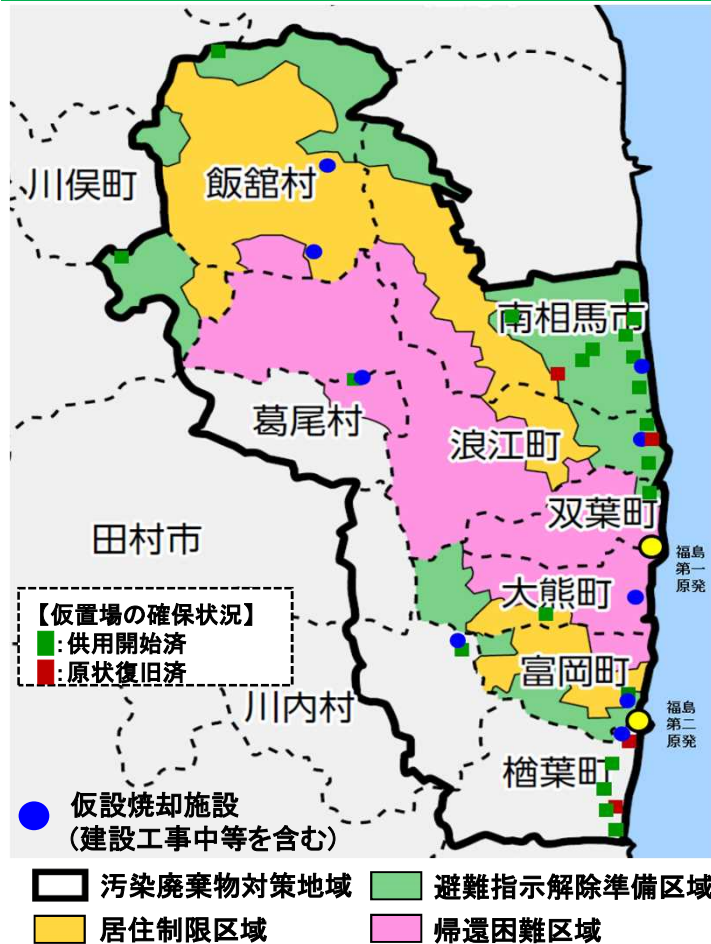 川俣町
飯舘村
南相馬市
葛尾村
浪江町
双葉町
田村市
福島
第一
原発
大熊町
【仮置場の確保状況】
:供用開始済
:原状復旧済
富岡町
川内村
福島
第二
原発
楢葉町
仮設焼却施設
(建設工事中等を含む)
汚染廃棄物対策地域
避難指示解除準備区域
居住制限区域
帰還困難区域